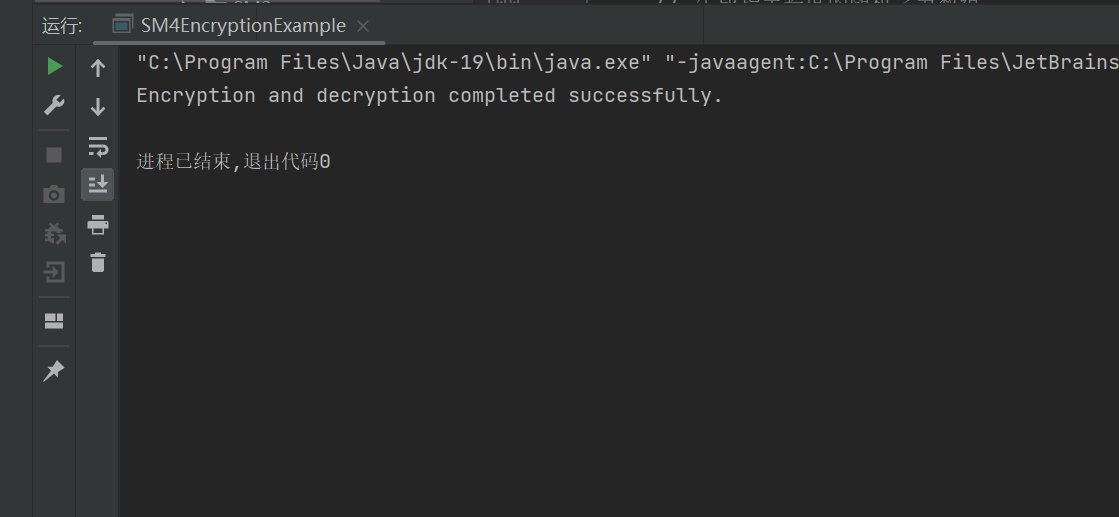 运行:
SM4EncryptionExample
"C:\Program Files\Java\jdk-19\bin\java.exe" "-javaagent:C:\Program Files\JetBrains
Encryption and decryption completed successfully.
进程已结束,退出代码0